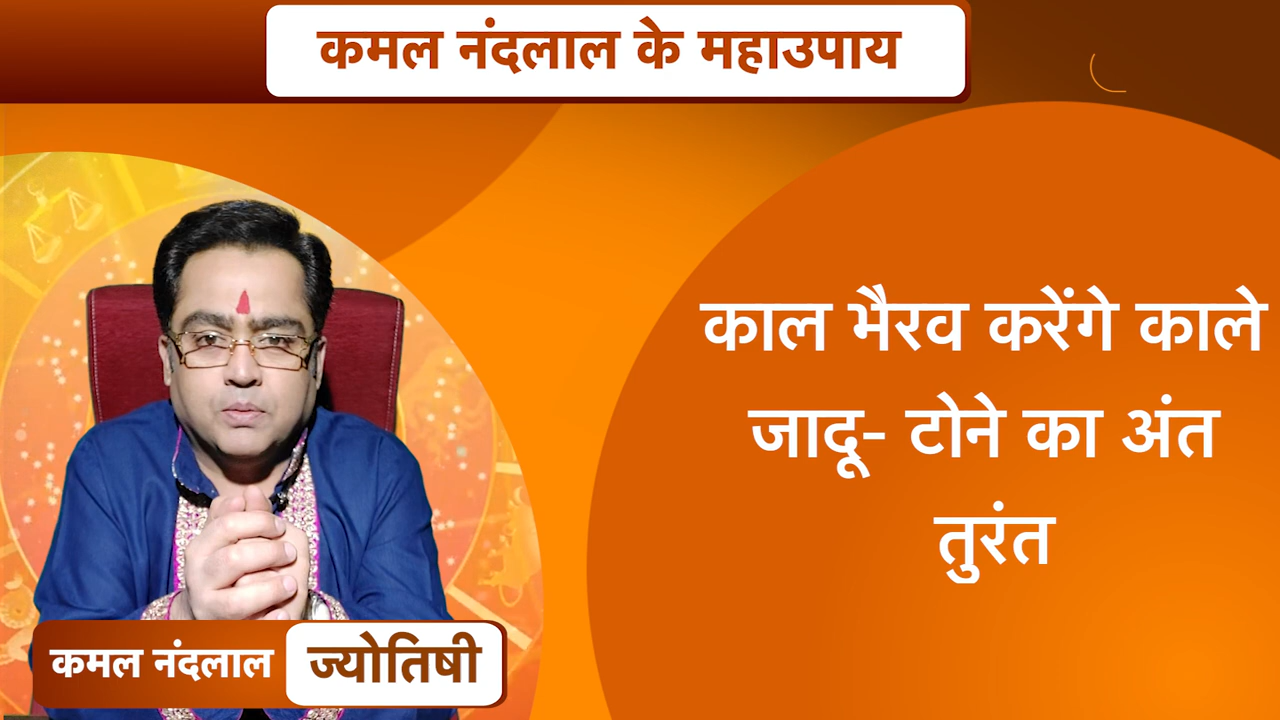 कमल नंदलाल के महाउपाय
काल भैरव करेंगे काले
जादू- टोने का अंत
तुरंत
कमल नंदलाल ज्योतिषी